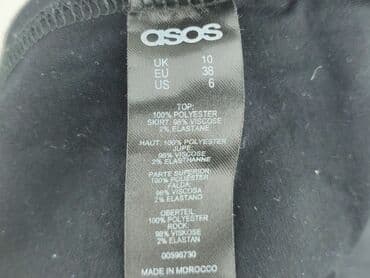 asos
UK 10
EU 38
US 6
TOP:
100% POLYESTER
SKIRT: 98% VISCOSE
2% ELASTANE
HAUT: 100% POLYESTER
JUPE:
98% VISCOSE
2% ELASTHANNE
PARTE SUPERIOR
100% POLYESTER
FALDA:
98% VISCOSA
2% ELASTANO
OBERTEIL:
100% POLYESTER
ROCK:
98% VISKOSE
2% ELASTAN
00596730
MADE IN MOROCCO